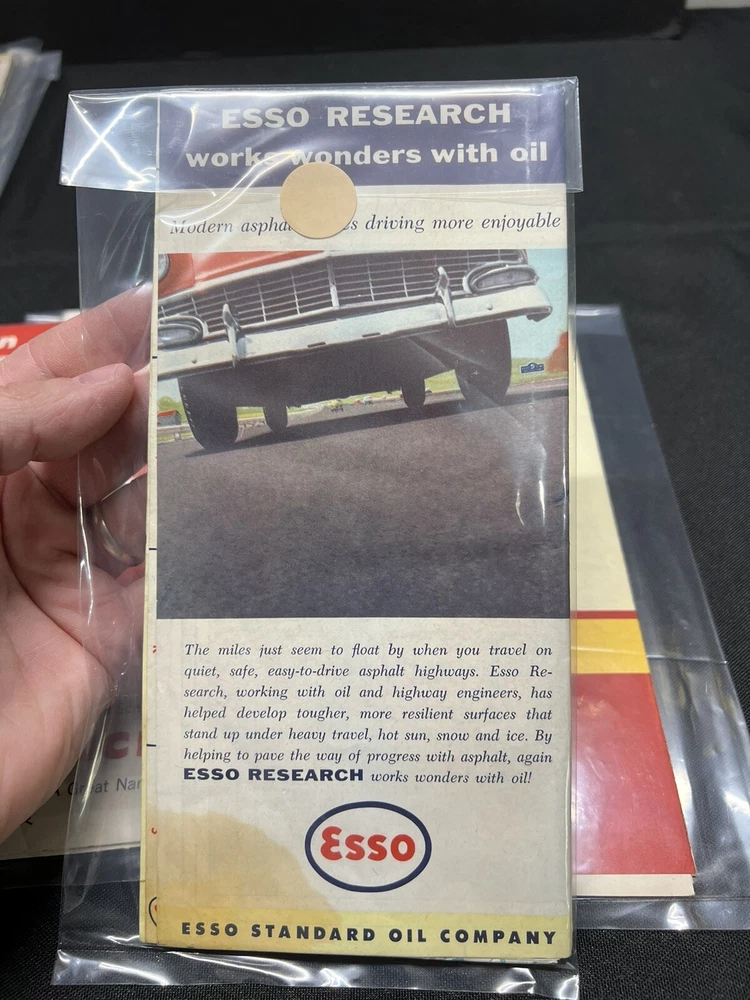 ESSO RESEARCH
works wonders with oil
Modern driving more enjoyable
The miles just seem to float by when you travel on
quiet, safe, easy-to-drive asphalt highways. Esso Re-
search, working with oil and highway engineers, has
helped develop tougher, more resilient surfaces that
stand up under heavy travel, hot sun, snow and ice. By
helping to pave the way of progress with asphalt, again
ESSO RESEARCH works wonders with oil!
Esso
ESSO STANDARD OIL COMPANY
Great